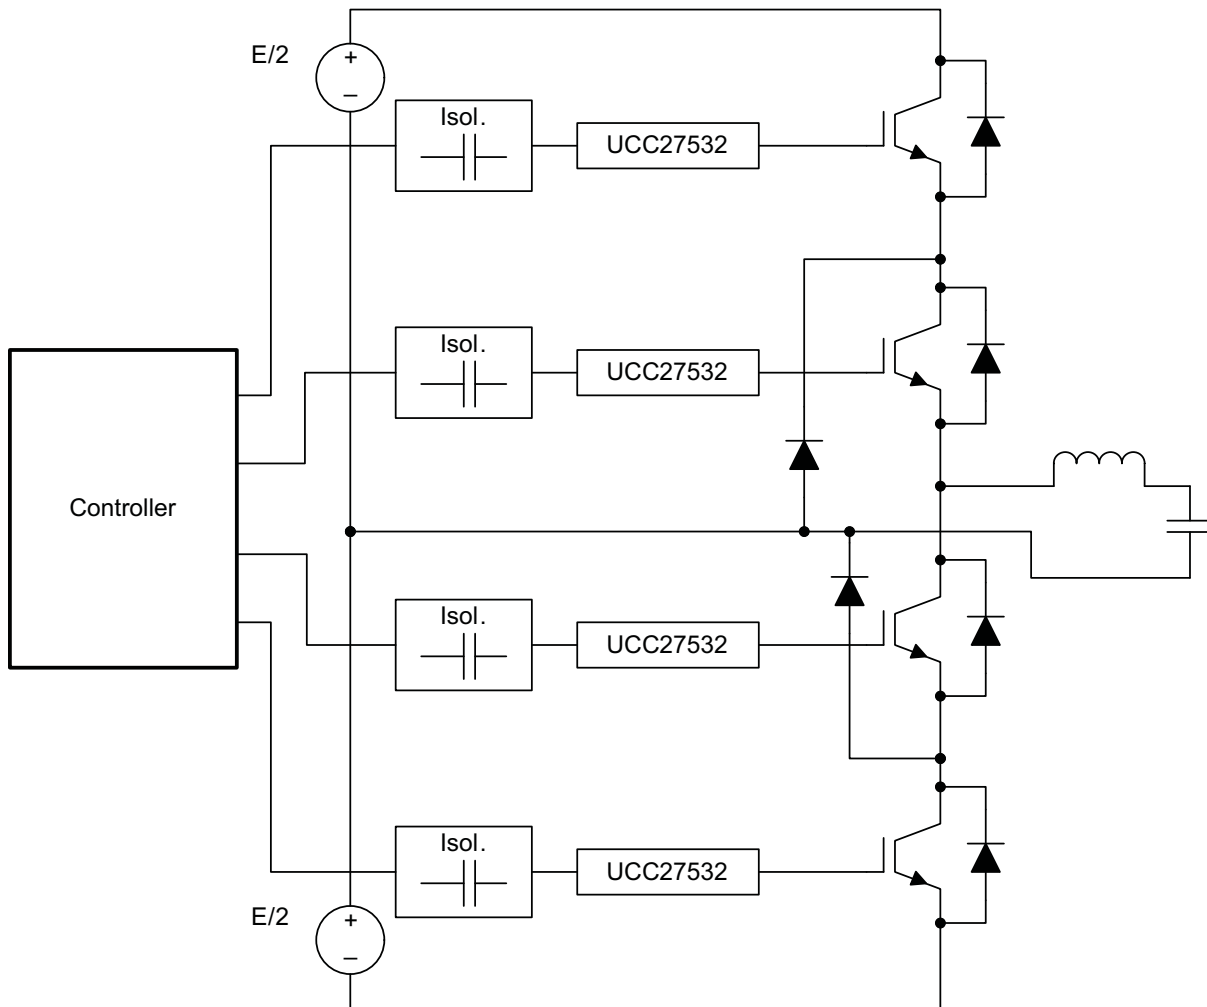 E/2
+
–
Isol.
UCC27532
Isol.
UCC27532
Controller
Isol.
UCC27532
Isol.
UCC27532
E/2
+
–